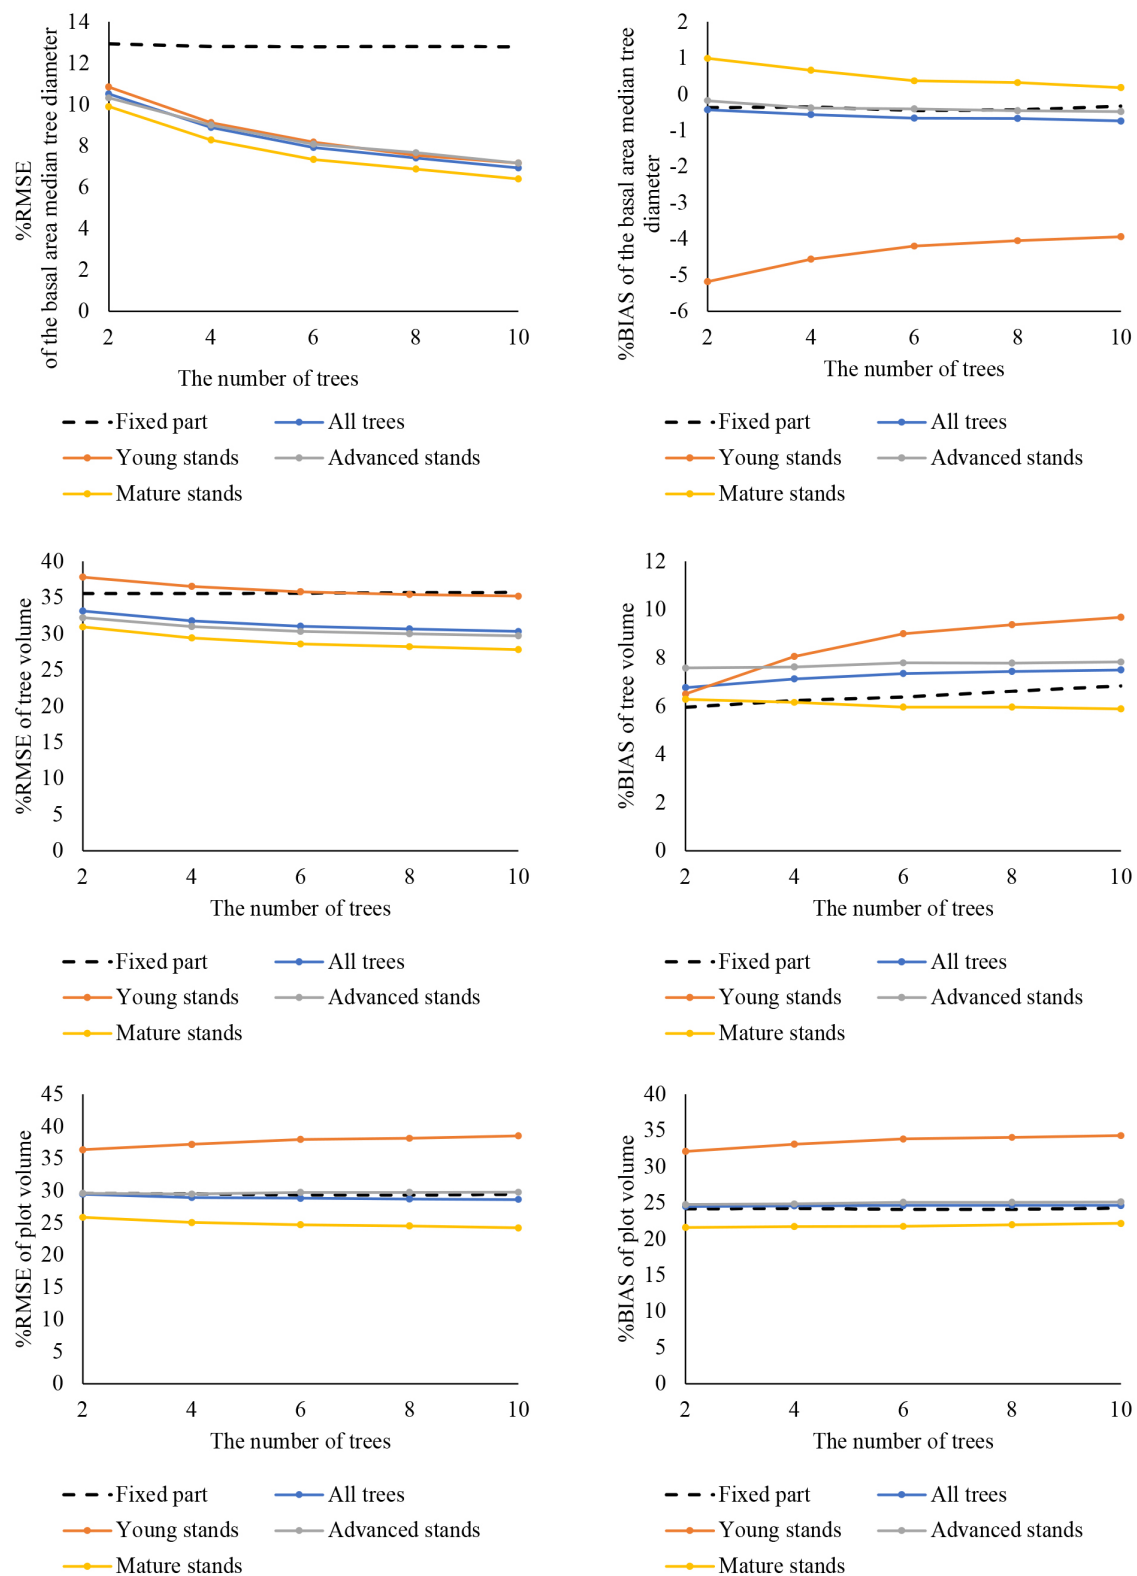 14
12
10
8
6
4
2
0
2 4 6 8 10
%RMSE
of the basal area median tree diameter
The number of trees
Fixed part
All trees
Young stands
Advanced stands
Mature stands
2
1
0
-1
-2
-3
-4
-5
-6
2 4 6 8 10
%BIAS of the basal area median tree
diameter
The number of trees
Fixed part
All trees
Young stands
Advanced stands
Mature stands
40
35
30
25
20
15
10
5
0
2 4 6 8 10
%RMSE of tree volume
The number of trees
Fixed part
All trees
Young stands
Advanced stands
Mature stands
12
10
8
6
4
2
0
2 4 6 8 10
%BIAS of tree volume
The number of trees
Fixed part
All trees
Young stands
Advanced stands
Mature stands
45
40
35
30
25
20
15
10
5
0
2 4 6 8 10
%RMSE of plot volume
The number of trees
Fixed part
All trees
Young stands
Advanced stands
Mature stands
40
35
30
25
20
15
10
5
0
2 4 6 8 10
%BIAS of plot volume
The number of trees
Fixed part
All trees
Young stands
Advanced stands
Mature stands